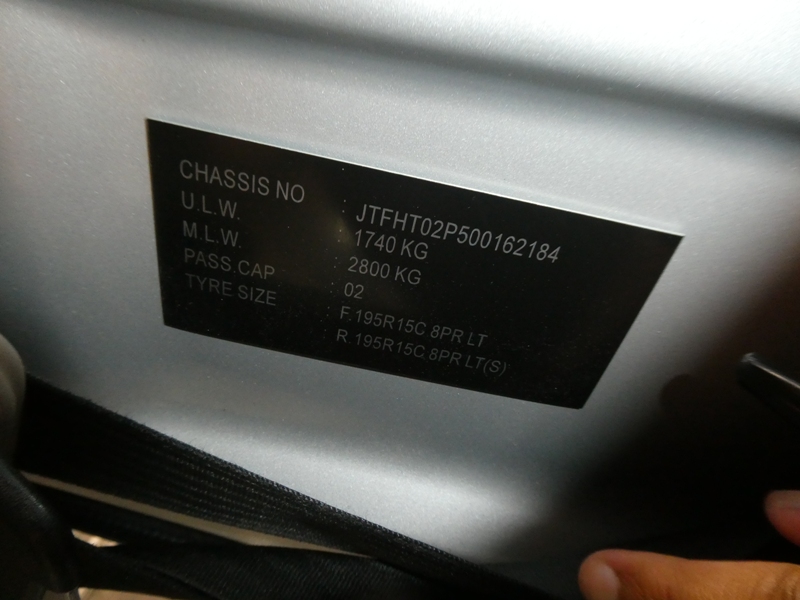 CHASSIS NO : JTFHT02P500162184
U.L.W. : 1740 KG
M.L.W. : 2800 KG
PASS.CAP : 02
TYRE SIZE : F.195R15C 8PR LT
R.195R15C.8PR LT(S)